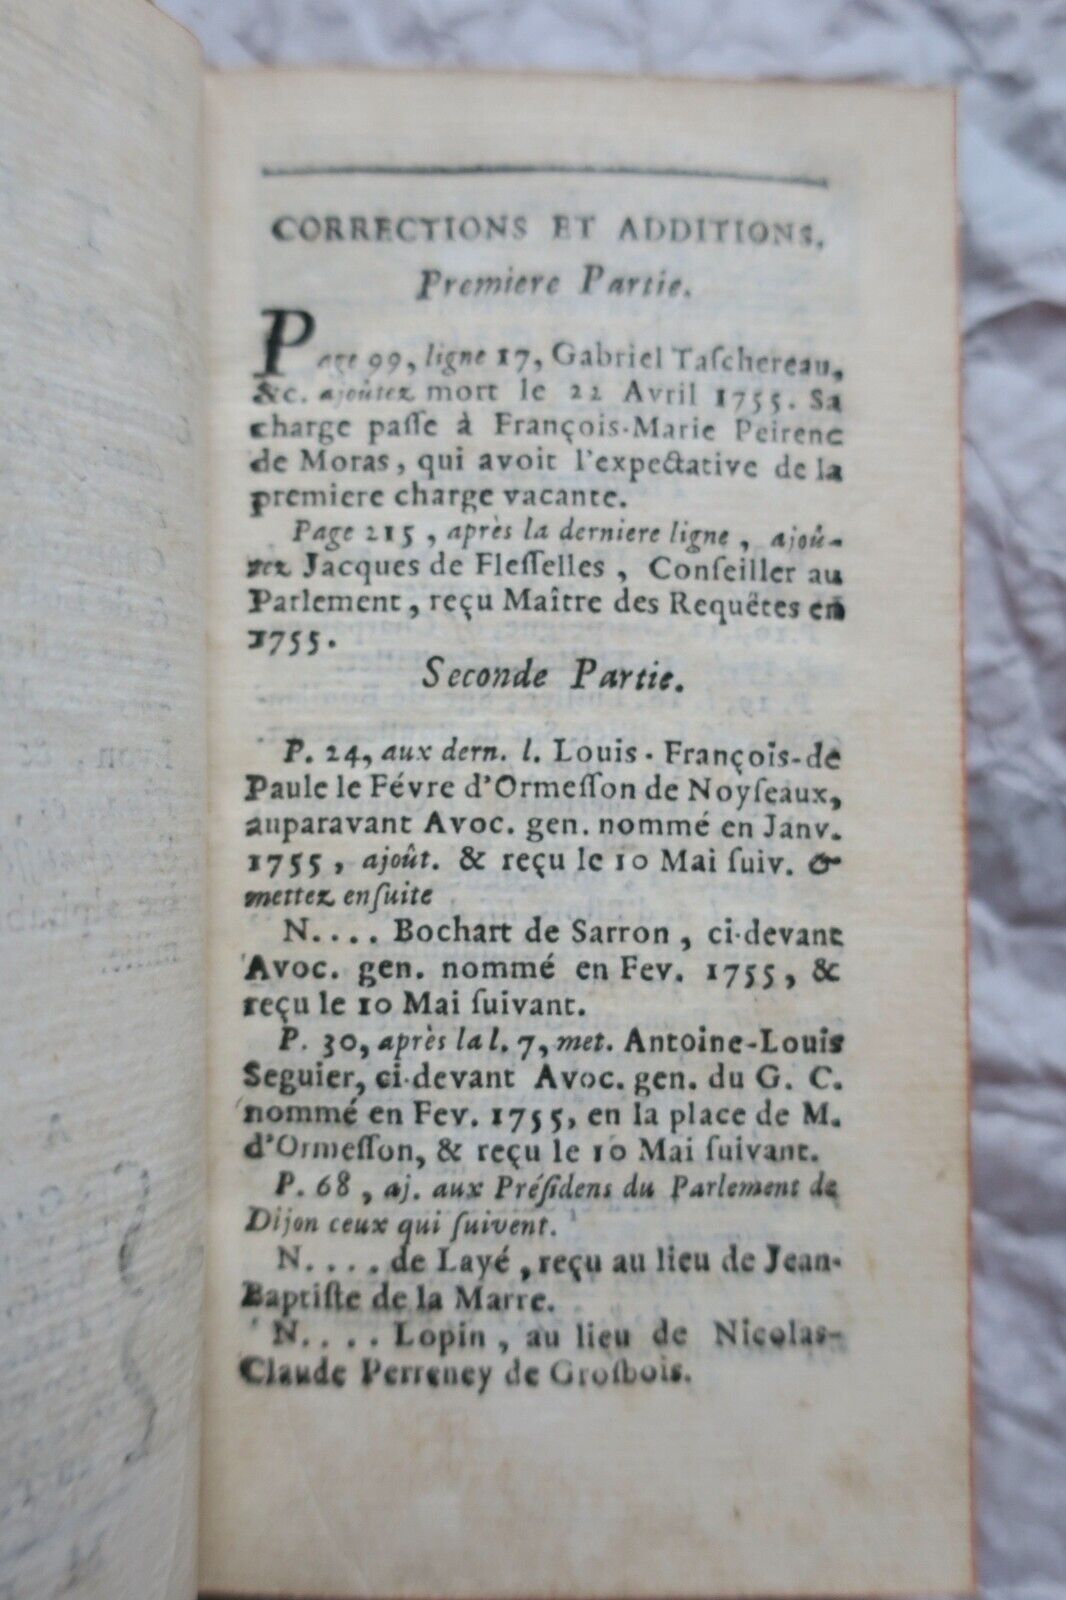 CORRECTIONS ET ADDITIONS.
Premiere Partie.
Page 99, ligne 17, Gabriel Taſchereau,
&c. ajoûtez mort le 22 Avril 1755. Sa
charge paſſe à François-Marie Peirenc
de Moras, qui avoit l'expectative de la
premiere charge vacante.
Page 215, après la derniere ligne, ajoû-
tez Jacques de Fleſſelles, Conſeiller au
Parlement, reçu Maître des Requêtes en
1755.
Seconde Partie.
P. 24, aux dern. l. Louis-François-de
Paule le Févre d'Ormeſſon de Noyſeaux,
auparavant Avoc. gen. nommé en Janv.
1755, ajoût. & reçu le 10 Mai ſuiv. &
mettez enſuite
N.... Bochart de Sarron, ci-devant
Avoc. gen. nommé en Fev. 1755, &
reçu le 10 Mai ſuivant.
P. 30, après la l. 7, met. Antoine-Louis
Seguier, ci-devant Avoc. gen. du G. C.
nommé en Fev. 1755, en la place de M.
d'Ormeſſon, & reçu le 10 Mai ſuivant.
P. 68, aj. aux Préſidens du Parlement de
Dijon ceux qui ſuivent.
N.... de Layé, reçu au lieu de Jean-
Baptiſte de la Marre.
N.... Lopin, au lieu de Nicolas-
Claude Perreney de Groſbois.